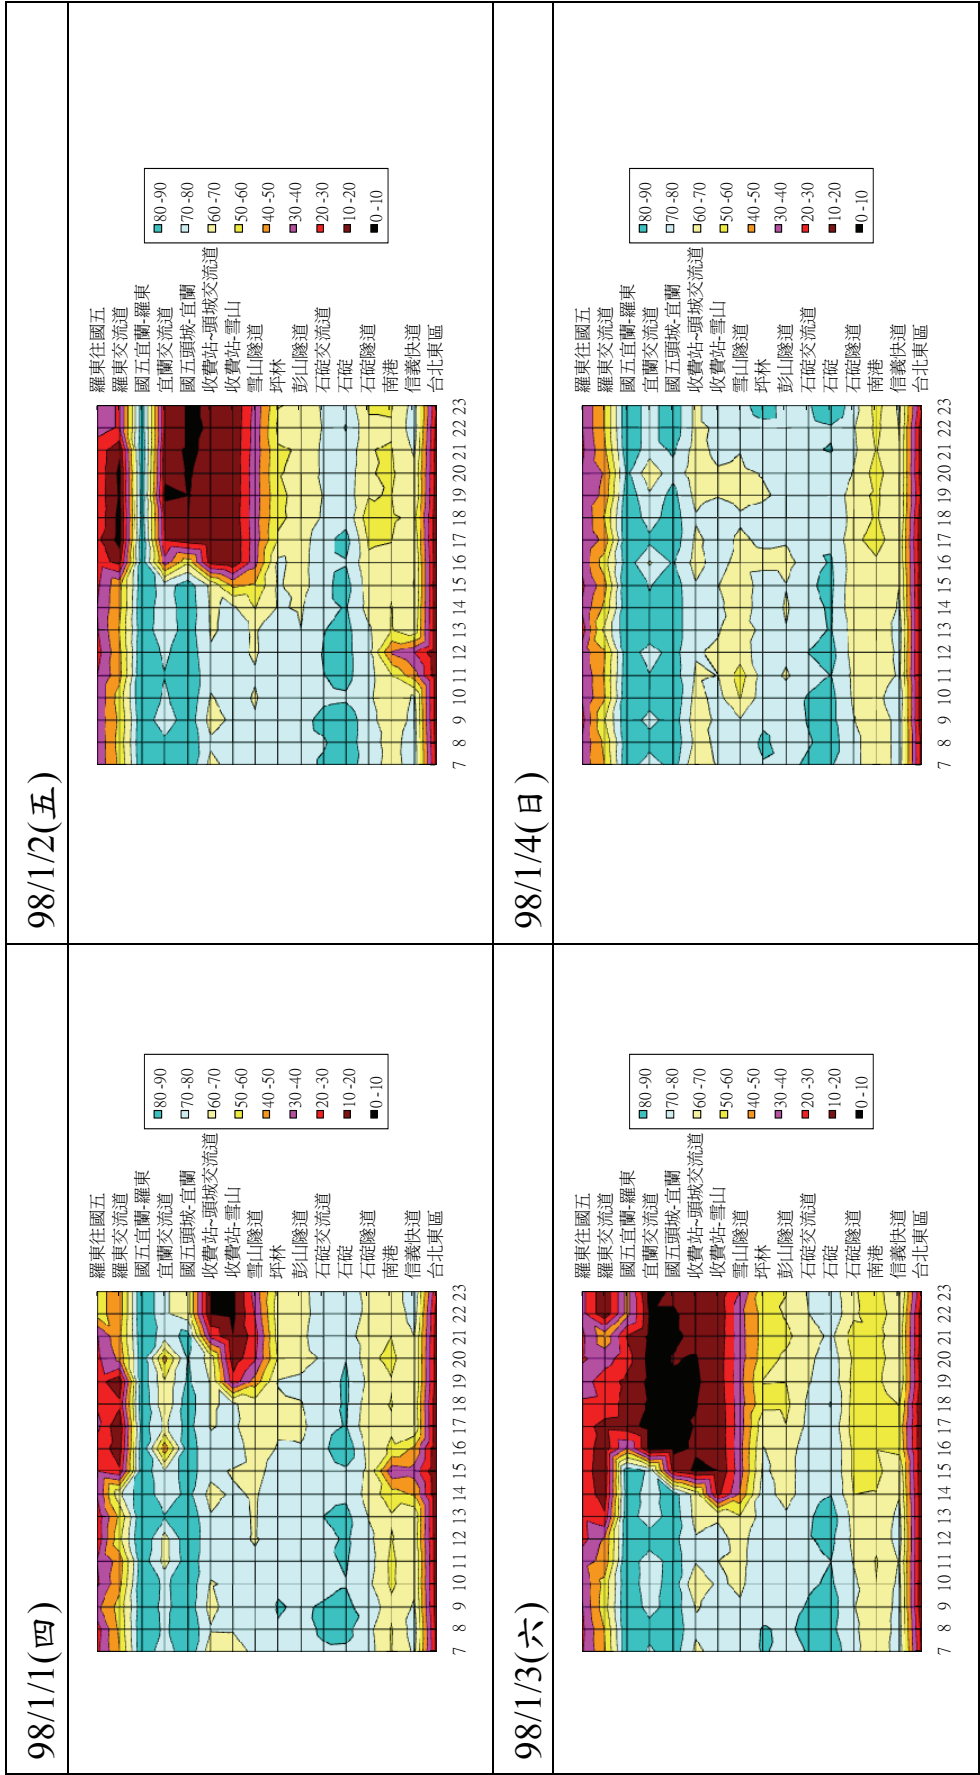 98/1/1(四)
羅東往國五
羅東交流道
國五宜蘭-羅東
宜蘭交流道
國五頭城-宜蘭
收費站~頭城交流道
收費站-雪山
雪山隧道
坪林
彭山隧道
石碇交流道
石碇
石碇隧道
南港
信義快道
台北東區
7 8 9 10 11 12 13 14 15 16 17 18 19 20 21 22 23
80-90
70-80
60-70
50-60
40-50
30-40
20-30
10-20
0-10
98/1/2(五)
羅東往國五
羅東交流道
國五宜蘭-羅東
宜蘭交流道
國五頭城-宜蘭
收費站~頭城交流道
收費站-雪山
雪山隧道
坪林
彭山隧道
石碇交流道
石碇
石碇隧道
南港
信義快道
台北東區
7 8 9 10 11 12 13 14 15 16 17 18 19 20 21 22 23
80-90
70-80
60-70
50-60
40-50
30-40
20-30
10-20
0-10
98/1/3(六)
羅東往國五
羅東交流道
國五宜蘭-羅東
宜蘭交流道
國五頭城-宜蘭
收費站~頭城交流道
收費站-雪山
雪山隧道
坪林
彭山隧道
石碇交流道
石碇
石碇隧道
南港
信義快道
台北東區
7 8 9 10 11 12 13 14 15 16 17 18 19 20 21 22 23
80-90
70-80
60-70
50-60
40-50
30-40
20-30
10-20
0-10
98/1/4(日)
羅東往國五
羅東交流道
國五宜蘭-羅東
宜蘭交流道
國五頭城-宜蘭
收費站~頭城交流道
收費站-雪山
雪山隧道
坪林
彭山隧道
石碇交流道
石碇
石碇隧道
南港
信義快道
台北東區
7 8 9 10 11 12 13 14 15 16 17 18 19 20 21 22 23
80-90
70-80
60-70
50-60
40-50
30-40
20-30
10-20
0-10